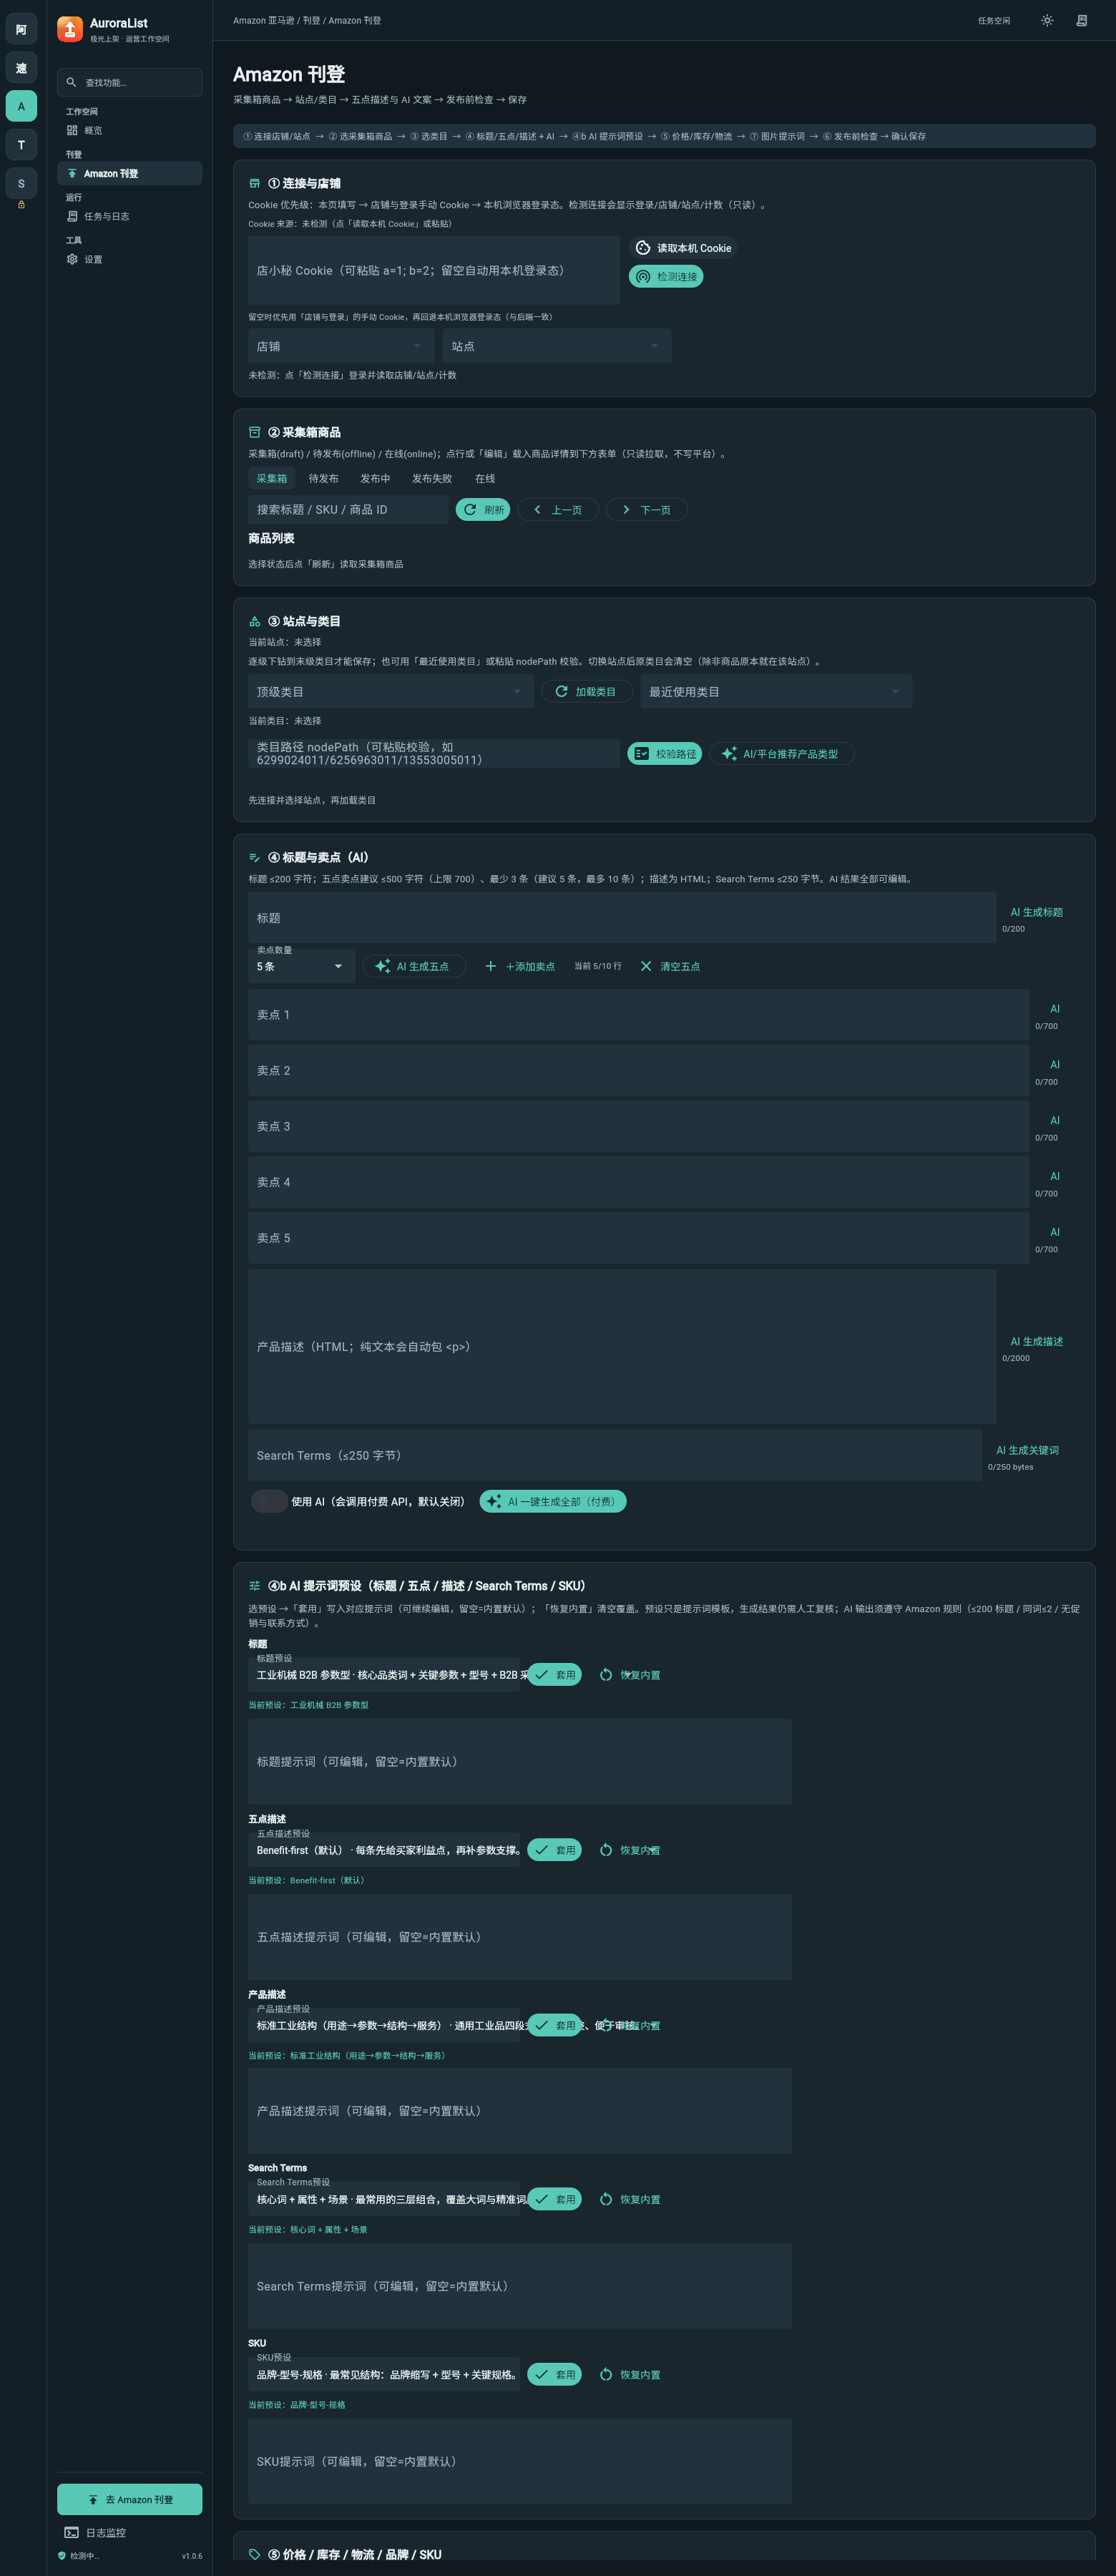 阿
速
A
T
S
AuroraList
极光上架 · 运营工作空间
查找功能...
工作空间
概览
刊登
Amazon 刊登
运行
任务与日志
工具
设置
去 Amazon 刊登
日志监控
检测中...
v1.0.6
Amazon 亚马逊 / 刊登 / Amazon 刊登
任务空闲
Amazon 刊登
采集箱商品 → 站点/类目 → 五点描述与 AI 文案 → 发布前检查 → 保存
① 连接店铺/站点 → ② 选采集箱商品 → ③ 选类目 → ④ 标题/五点/描述 + AI → ④b AI 提示词预设 → ⑤ 价格/库存/物流 → ⑦ 图片提示词 → ⑥ 发布前检查 → 确认保存
① 连接与店铺
Cookie 优先级：本页填写 → 店铺与登录手动 Cookie → 本机浏览器登录态。检测连接会显示登录/店铺/站点/计数（只读）。
Cookie 来源：未检测（点「读取本机 Cookie」或粘贴）
店小秘 Cookie（可粘贴 a=1; b=2；留空自动用本机登录态）
读取本机 Cookie
检测连接
留空时优先用「店铺与登录」的手动 Cookie，再回退本机浏览器登录态（与后端一致）
店铺
站点
未检测：点「检测连接」登录并读取店铺/站点/计数
② 采集箱商品
采集箱(draft) / 待发布(offline) / 在线(online)；点行或「编辑」载入商品详情到下方表单（只读拉取，不写平台）。
采集箱
待发布
发布中
发布失败
在线
搜索标题 / SKU / 商品 ID
刷新
上一页
下一页
商品列表
选择状态后点「刷新」读取采集箱商品
③ 站点与类目
当前站点：未选择
逐级下钻到末级类目才能保存；也可用「最近使用类目」或粘贴 nodePath 校验。切换站点后原类目会清空（除非商品原本就在该站点）。
顶级类目
加载类目
最近使用类目
当前类目：未选择
类目路径 nodePath（可粘贴校验，如
6299024011/6256963011/13553005011）
校验路径
AI/平台推荐产品类型
先连接并选择站点，再加载类目
④ 标题与卖点（AI）
标题 ≤200 字符；五点卖点建议 ≤500 字符（上限 700）、最少 3 条（建议 5 条，最多 10 条）；描述为 HTML；Search Terms ≤250 字节。AI 结果全部可编辑。
标题
AI 生成标题
0/200
卖点数量
5 条
AI 生成五点
＋添加卖点
当前 5/10 行
清空五点
卖点 1
AI
0/700
卖点 2
AI
0/700
卖点 3
AI
0/700
卖点 4
AI
0/700
卖点 5
AI
0/700
产品描述（HTML；纯文本会自动包 <p>）
AI 生成描述
0/2000
Search Terms（≤250 字节）
AI 生成关键词
0/250 bytes
使用 AI（会调用付费 API，默认关闭）
AI 一键生成全部（付费）
④b AI 提示词预设（标题 / 五点 / 描述 / Search Terms / SKU）
选预设 →「套用」写入对应提示词（可继续编辑，留空=内置默认）；「恢复内置」清空覆盖。预设只是提示词模板，生成结果仍需人工复核；AI 输出须遵守 Amazon 规则（≤200 标题 / 同词≤2 / 无促
销与联系方式）。
标题
标题预设
工业机械 B2B 参数型 · 核心品类词 + 关键参数 + 型号 + B2B 采
套用
恢复内置
当前预设：工业机械 B2B 参数型
标题提示词（可编辑，留空=内置默认）
五点描述
五点描述预设
Benefit-first（默认） · 每条先给买家利益点，再补参数支撑。
套用
恢复内置
当前预设：Benefit-first（默认）
五点描述提示词（可编辑，留空=内置默认）
产品描述
产品描述预设
标准工业结构（用途→参数→结构→服务） · 通用工业品四段
套用
便于审核。
当前预设：标准工业结构（用途→参数→结构→服务）
产品描述提示词（可编辑，留空=内置默认）
Search Terms
Search Terms预设
核心词 + 属性 + 场景 · 最常用的三层组合，覆盖大词与精准词。
套用
恢复内置
当前预设：核心词 + 属性 + 场景
Search Terms提示词（可编辑，留空=内置默认）
SKU
SKU预设
品牌-型号-规格 · 最常见结构：品牌缩写 + 型号 + 关键规格。
套用
恢复内置
当前预设：品牌-型号-规格
SKU提示词（可编辑，留空=内置默认）
⑤ 价格 / 库存 / 物流 / 品牌 / SKU